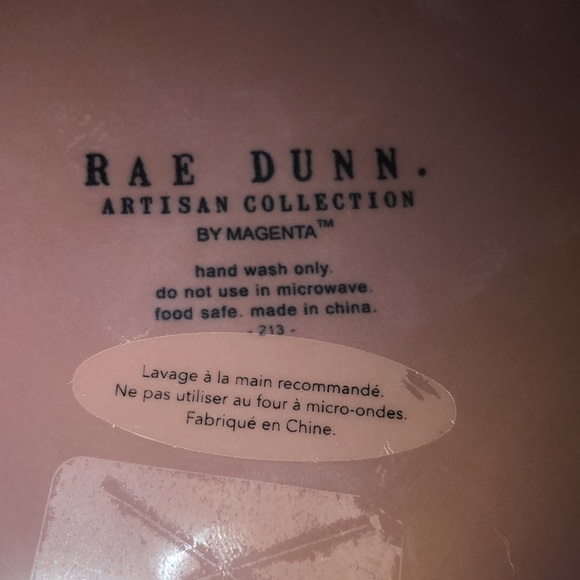 RAE DUNN.
ARTISAN COLLECTION
BY MAGENTA™
hand wash only.
do not use in microwave.
food safe. made in china.
- 213 -
Lavage à la main recommandé.
Ne pas utiliser au four à micro-ondes.
Fabriqué en Chine.